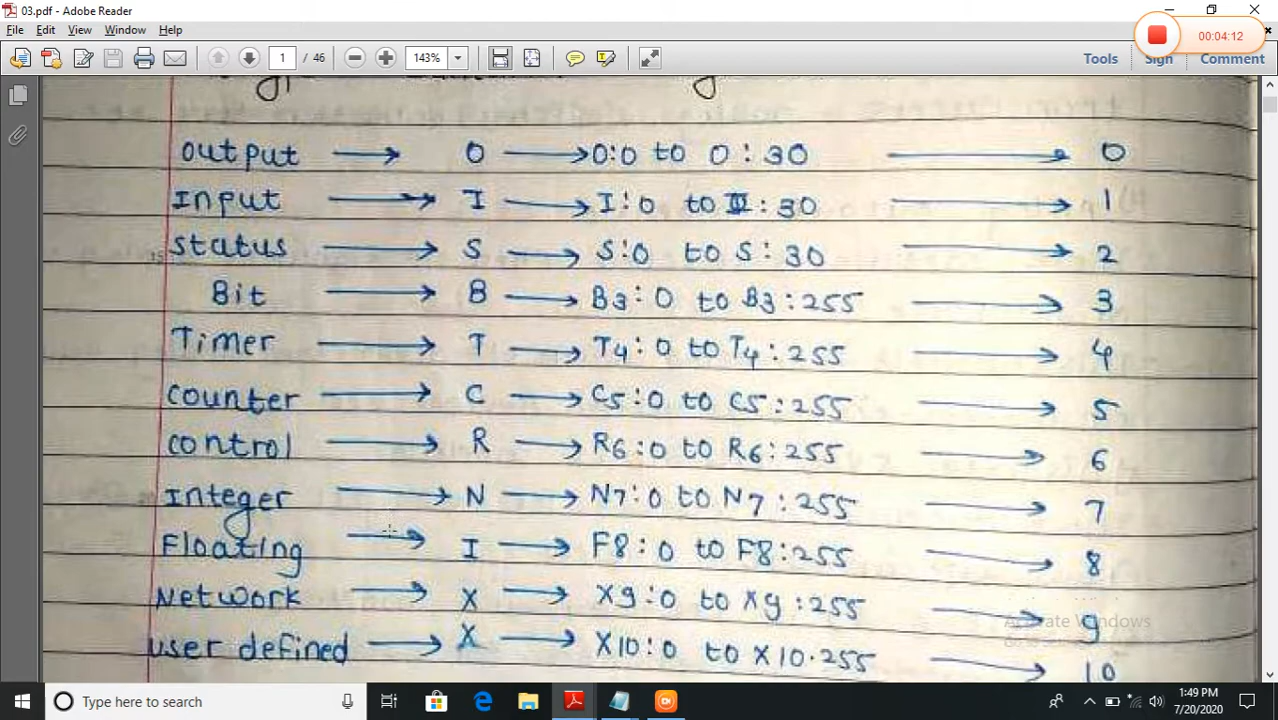 03.pdf - Adobe Reader
File Edit View Window Help
00:04:12
1 / 46 143% Tools Sign Comment
output → O → O:0 to O:30 → 0
Input → I → I:0 to I:30 → 1
status → S → S:0 to S:30 → 2
Bit → B → B3:0 to B3:255 → 3
Timer → T → T4:0 to T4:255 → 4
counter → C → C5:0 to C5:255 → 5
control → R → R6:0 to R6:255 → 6
Integer → N → N7:0 to N7:255 → 7
Floating → I → F8:0 to F8:255 → 8
Network → X → X9:0 to X9:255 → 9
user defined → X → X10:0 to X10.255 → 10
Activate Windows
Type here to search
1:49 PM
7/20/2020